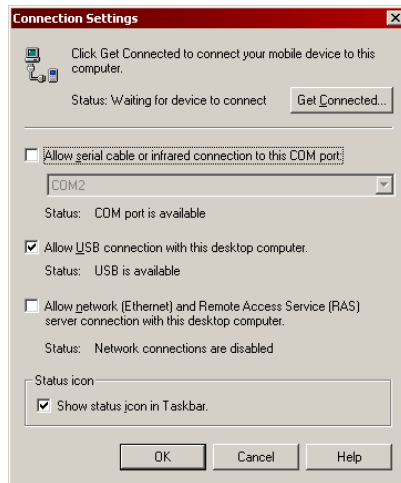 Connection Settings
Click Get Connected to connect your mobile device to this
computer.
Status: Waiting for device to connect
Get Connected...
Allow serial cable or infrared connection to this COM port:
COM2
Status: COM port is available
Allow USB connection with this desktop computer.
Status: USB is available
Allow network (Ethernet) and Remote Access Service (RAS)
server connection with this desktop computer.
Status: Network connections are disabled
Status icon
Show status icon in Taskbar.
OK Cancel Help